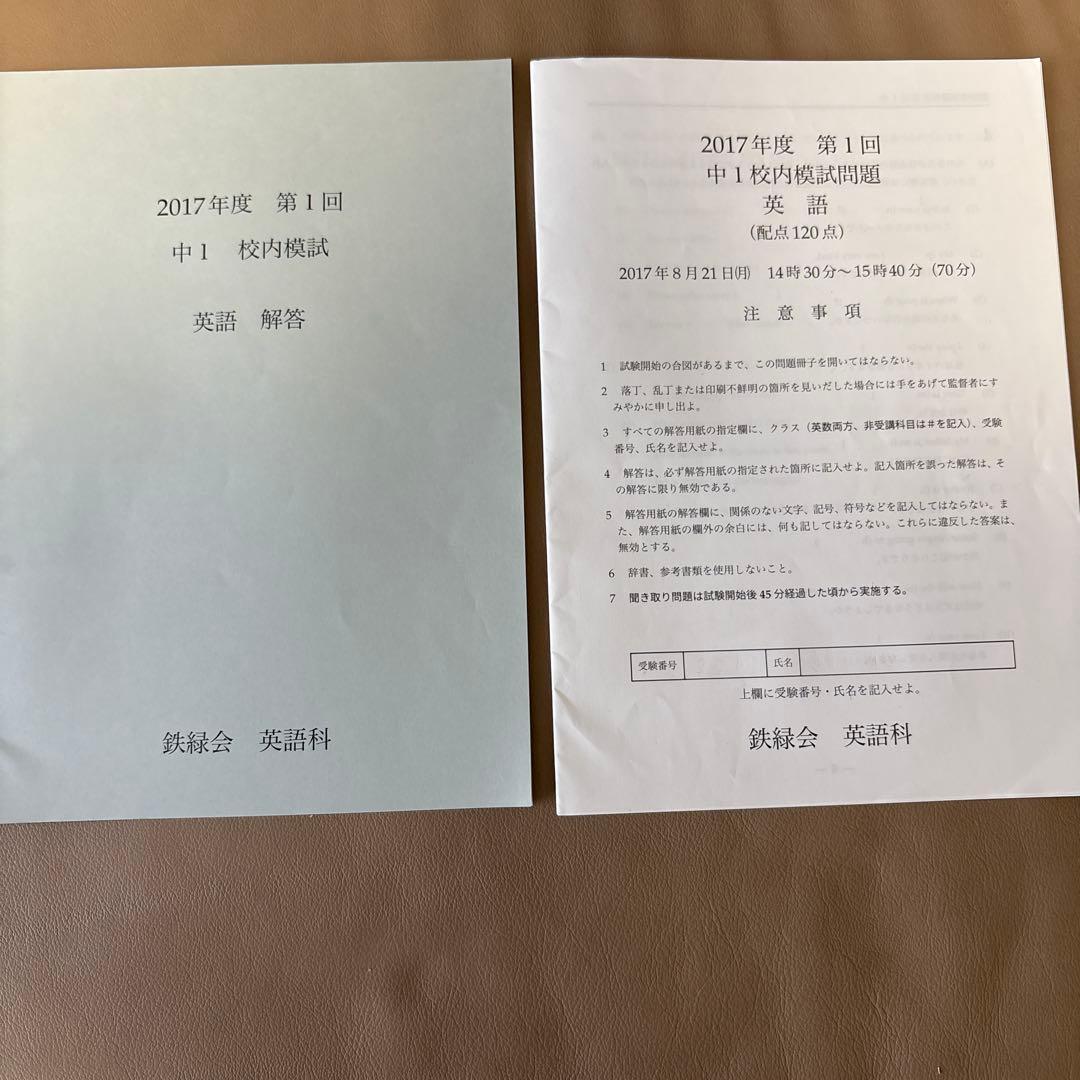 2017年度 第1回
中1 校内模試
英語 解答
鉄緑会 英語科
2017年度 第1回
中1校内模試問題
英 語
(配点120点)
2017年8月21日(月) 14時30分～15時40分(70分)
注 意 事 項
1 試験開始の合図があるまで、この問題冊子を開いてはならない。
2 落丁、乱丁または印刷不鮮明の箇所を見いだした場合には手をあげて監督者にす
みやかに申し出よ。
3 すべての解答用紙の指定欄に、クラス(英数両方、非受講科目は#を記入)、受験
番号、氏名を記入せよ。
4 解答は、必ず解答用紙の指定された箇所に記入せよ。記入箇所を誤った解答は、そ
の解答に限り無効である。
5 解答用紙の解答欄に、関係のない文字、記号、符号などを記入してはならない。ま
た、解答用紙の欄外の余白には、何も記してはならない。これらに違反した答案は、
無効とする。
6 辞書、参考書類を使用しないこと。
7 聞き取り問題は試験開始後45分経過した頃から実施する。
受験番号 氏名
上欄に受験番号・氏名を記入せよ。
鉄緑会 英語科